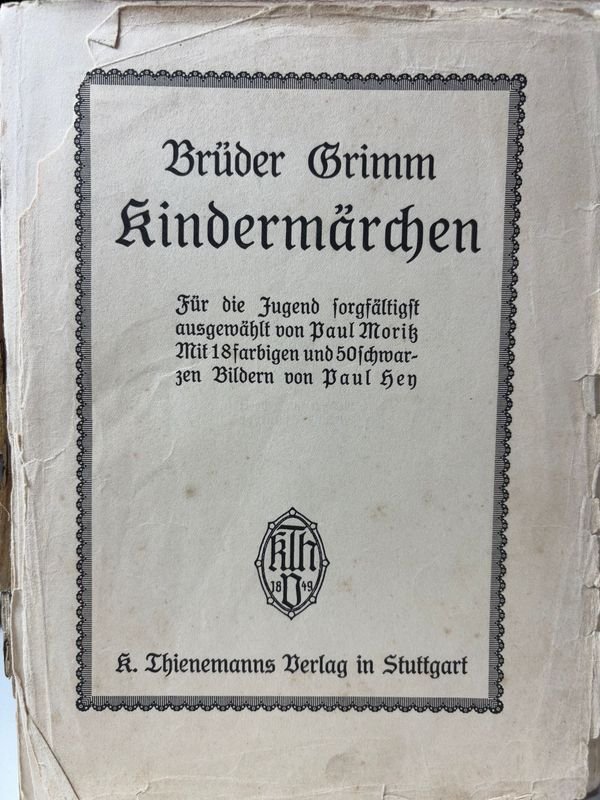 Brüder Grimm
Kindermärchen
Für die Jugend sorgfältigst
ausgewählt von Paul Moritz
Mit 18 farbigen und 50 schwar-
zen Bildern von Paul Hey
KTh
18 V 49
K. Thienemanns Verlag in Stuttgart